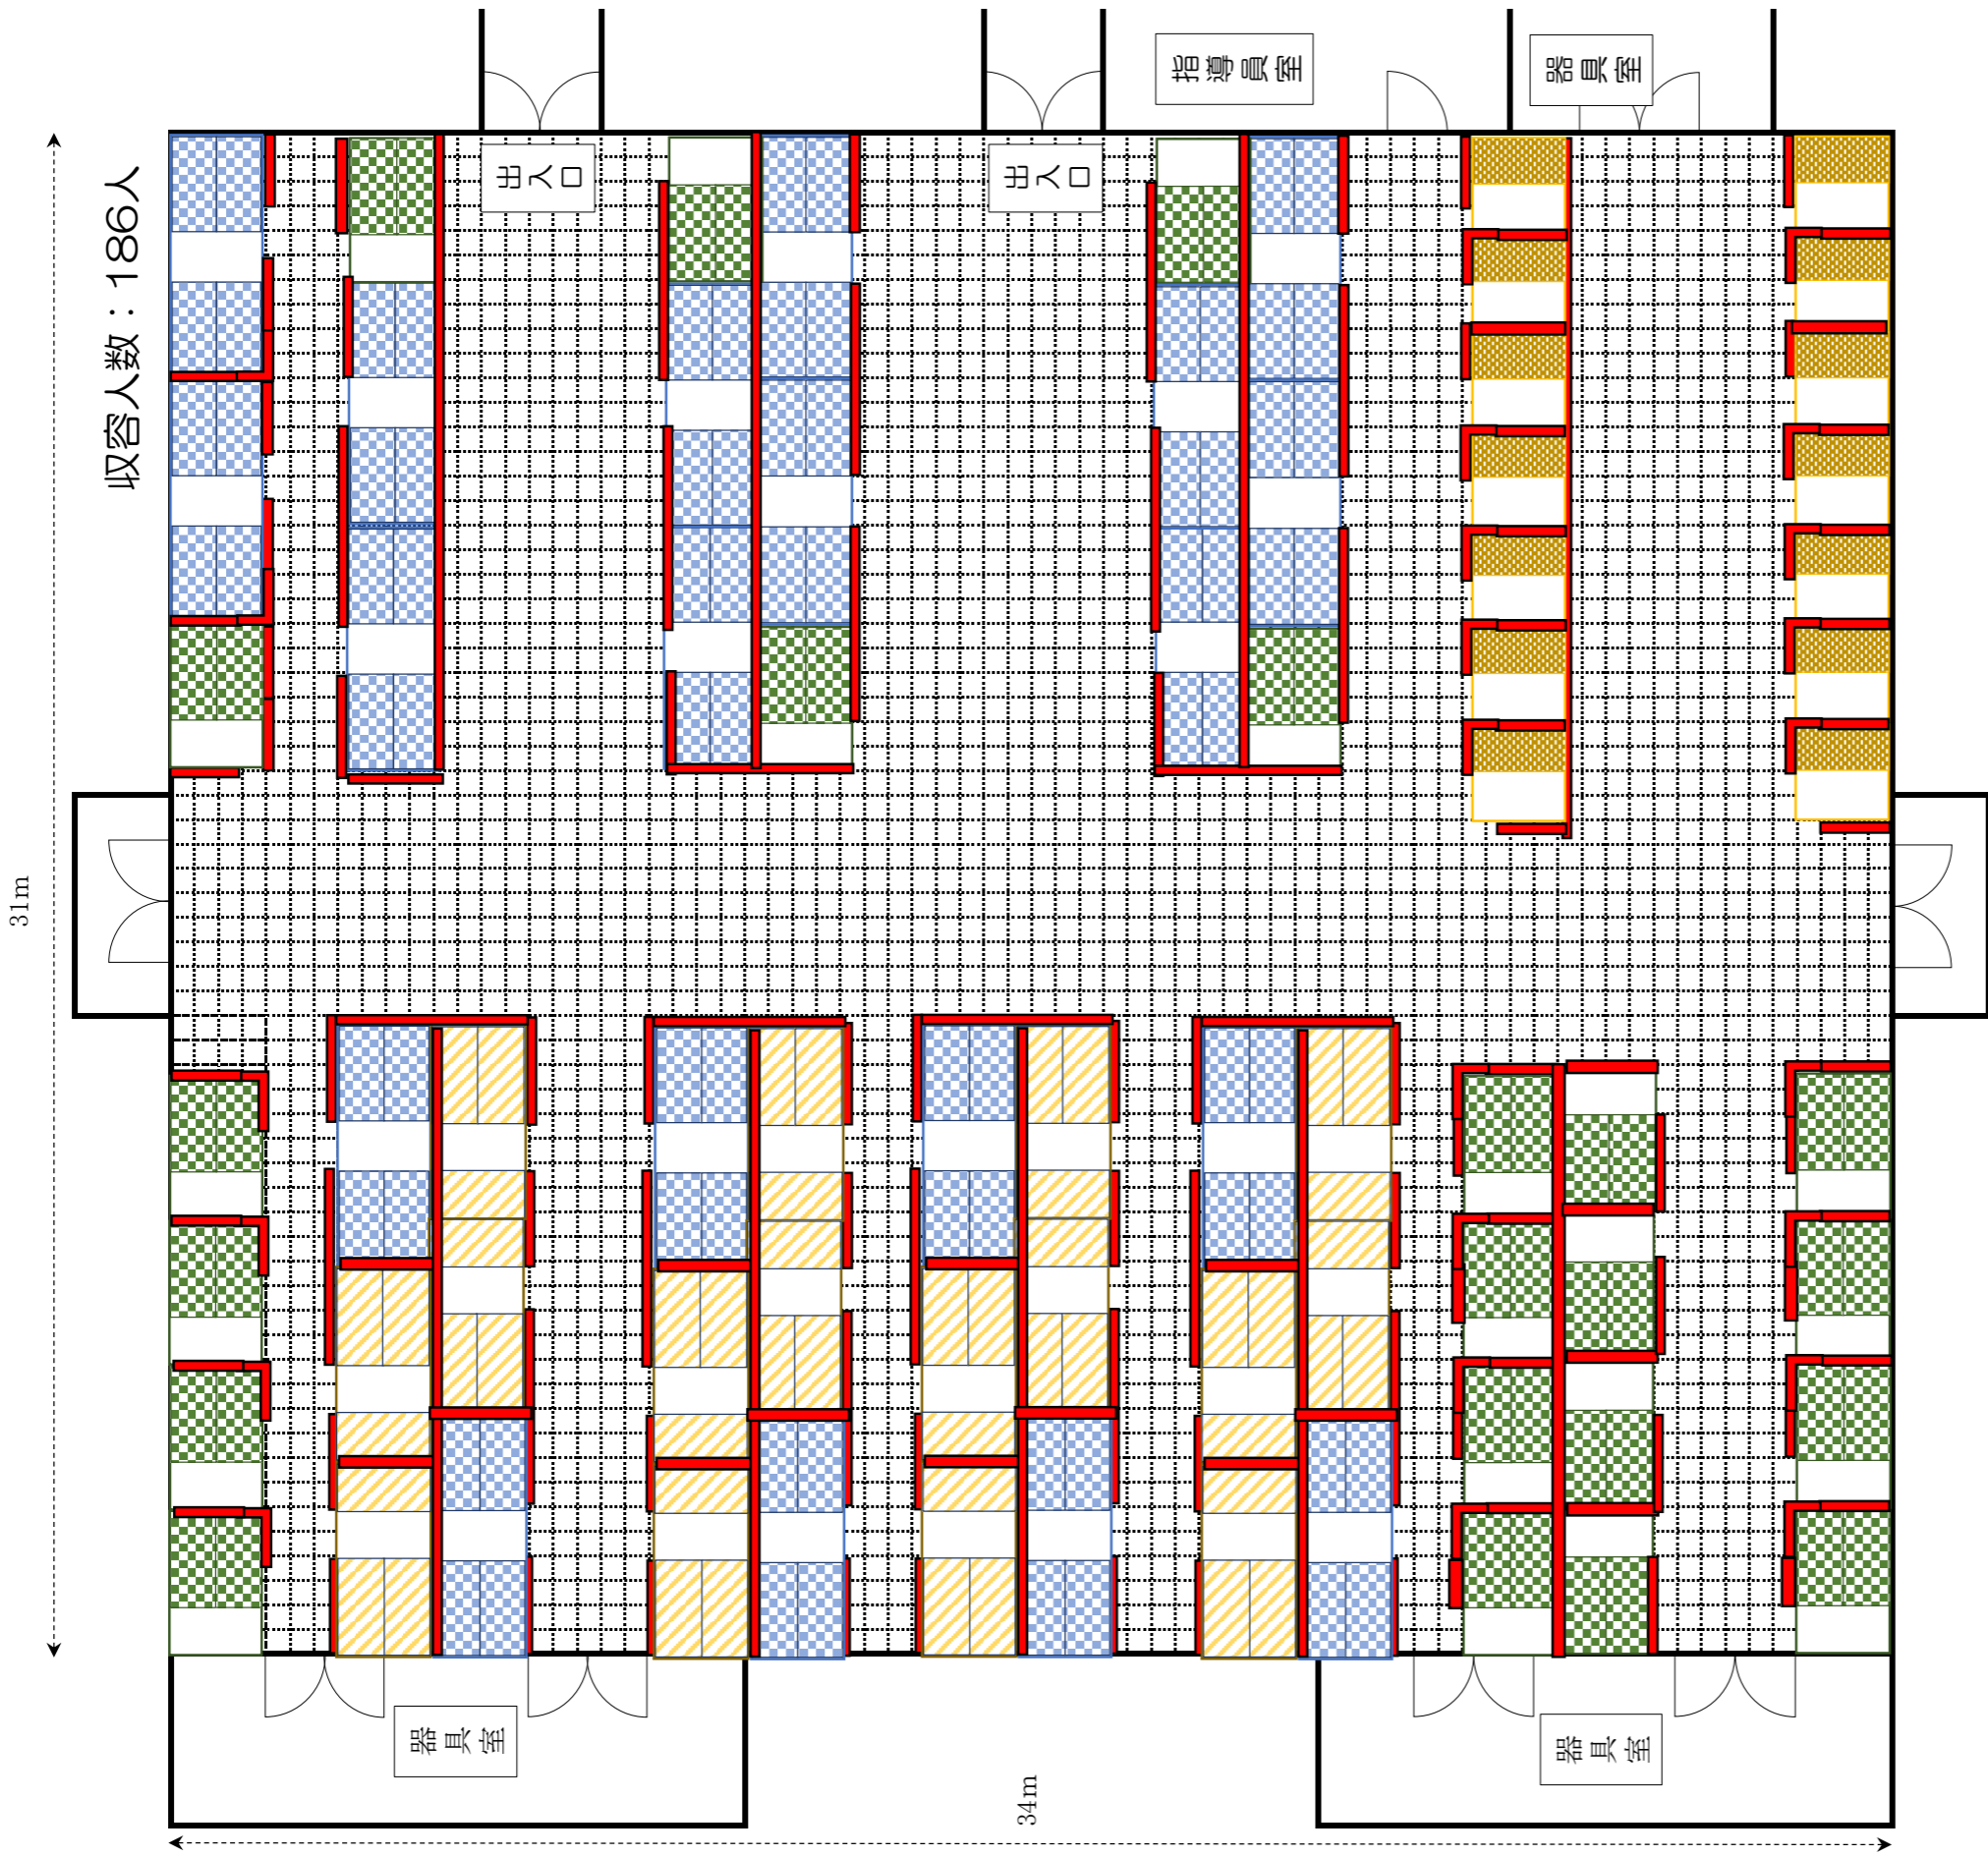 収容人数：186人
出入口
出入口
指導員室
器具室
31m
34m
器具室
器具室